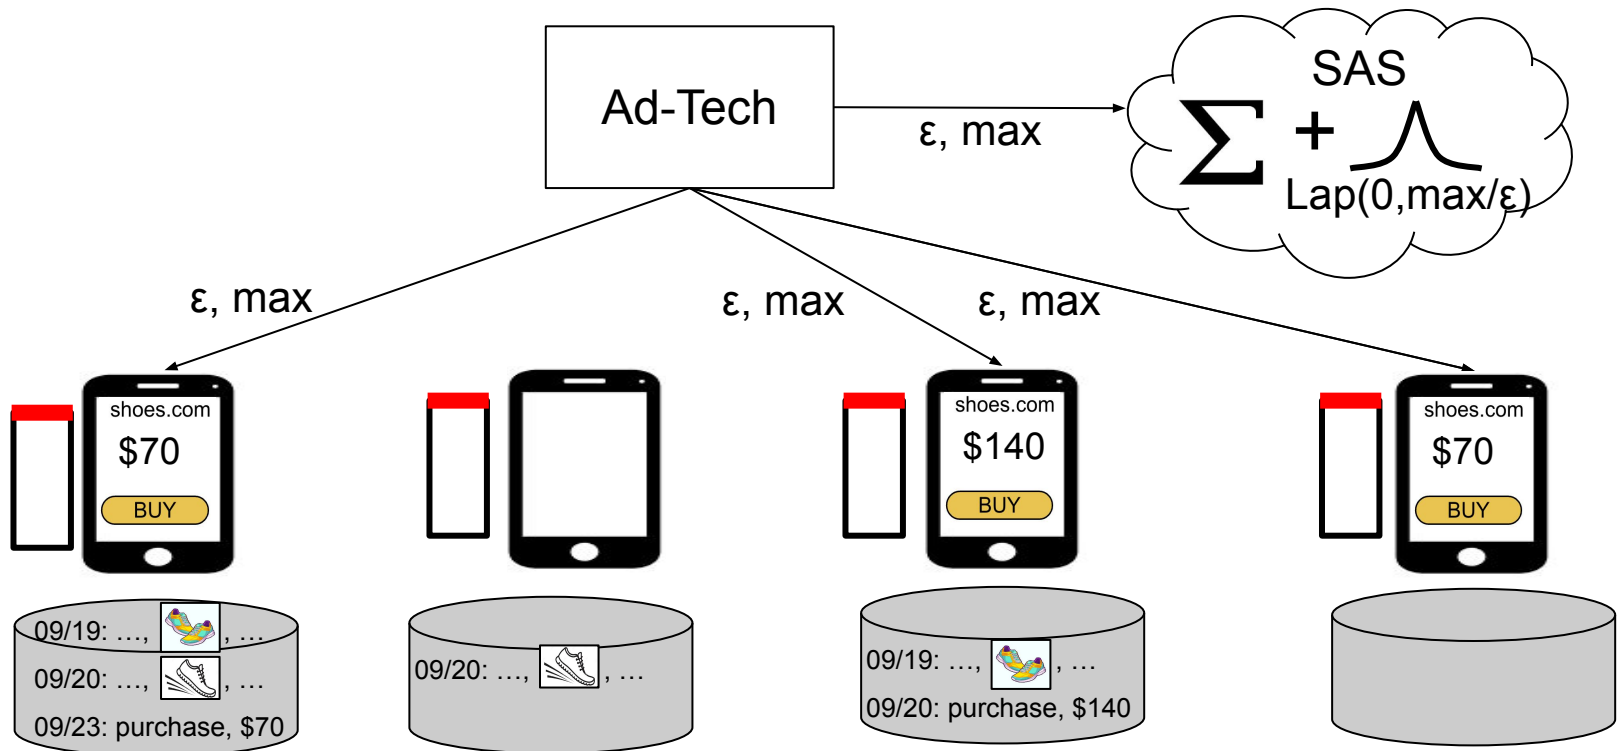 Ad-Tech
SAS
Σ +
Lap(0,max/ε)
ε, max
ε, max
ε, max
ε, max
shoes.com
$70
BUY
shoes.com
$140
BUY
shoes.com
$70
BUY
09/19: ..., , ...
09/20: ..., , ...
09/23: purchase, $70
09/20: ..., , ...
09/19: ..., , ...
09/20: purchase, $140